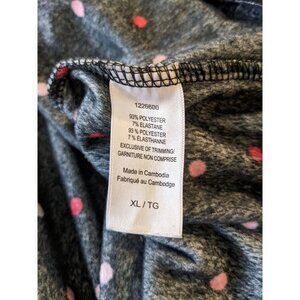 1226600
93% POLYESTER
7% ELASTANE
93 % POLYESTER
7 % ELASTHANNE
EXCLUSIVE OF TRIMMING/
GARNITURE NON COMPRISE
Made in Cambodia
Fabriqué au Cambodge
XL / TG